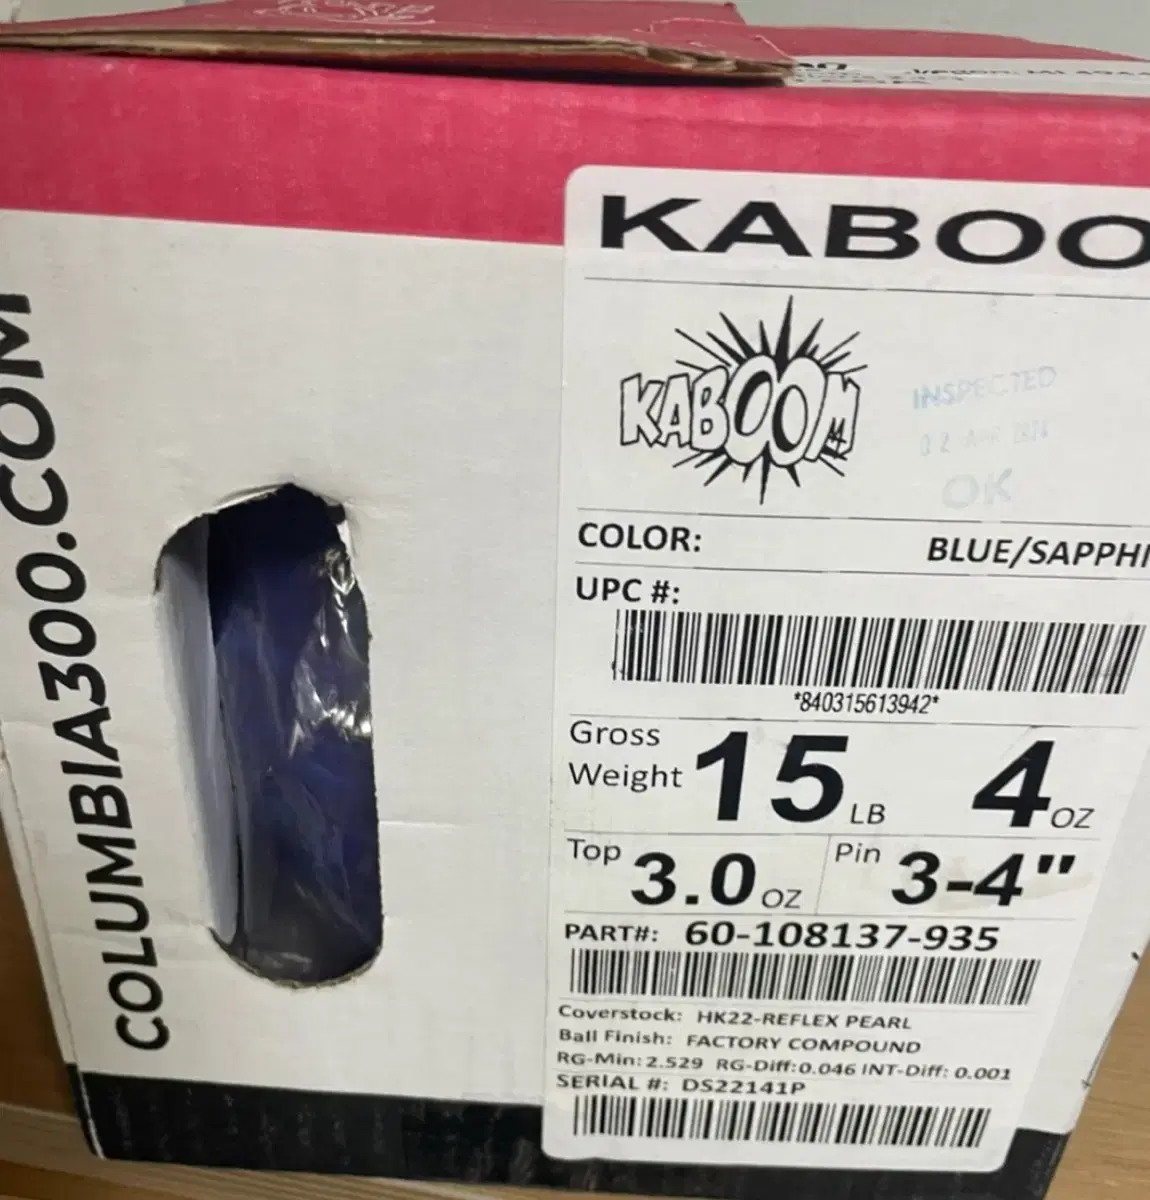 COLUMBIA300.COM
KABOO
KABOOM
INSPECTED
OK
COLOR: BLUE/SAPPHI
UPC #:
*840315613942*
Gross Weight 15 LB 4 OZ
Top 3.0 OZ Pin 3-4"
PART#: 60-108137-935
Coverstock: HK22-REFLEX PEARL
Ball Finish: FACTORY COMPOUND
RG-Min: 2.529 RG-Diff: 0.046 INT-Diff: 0.001
SERIAL #: DS22141P